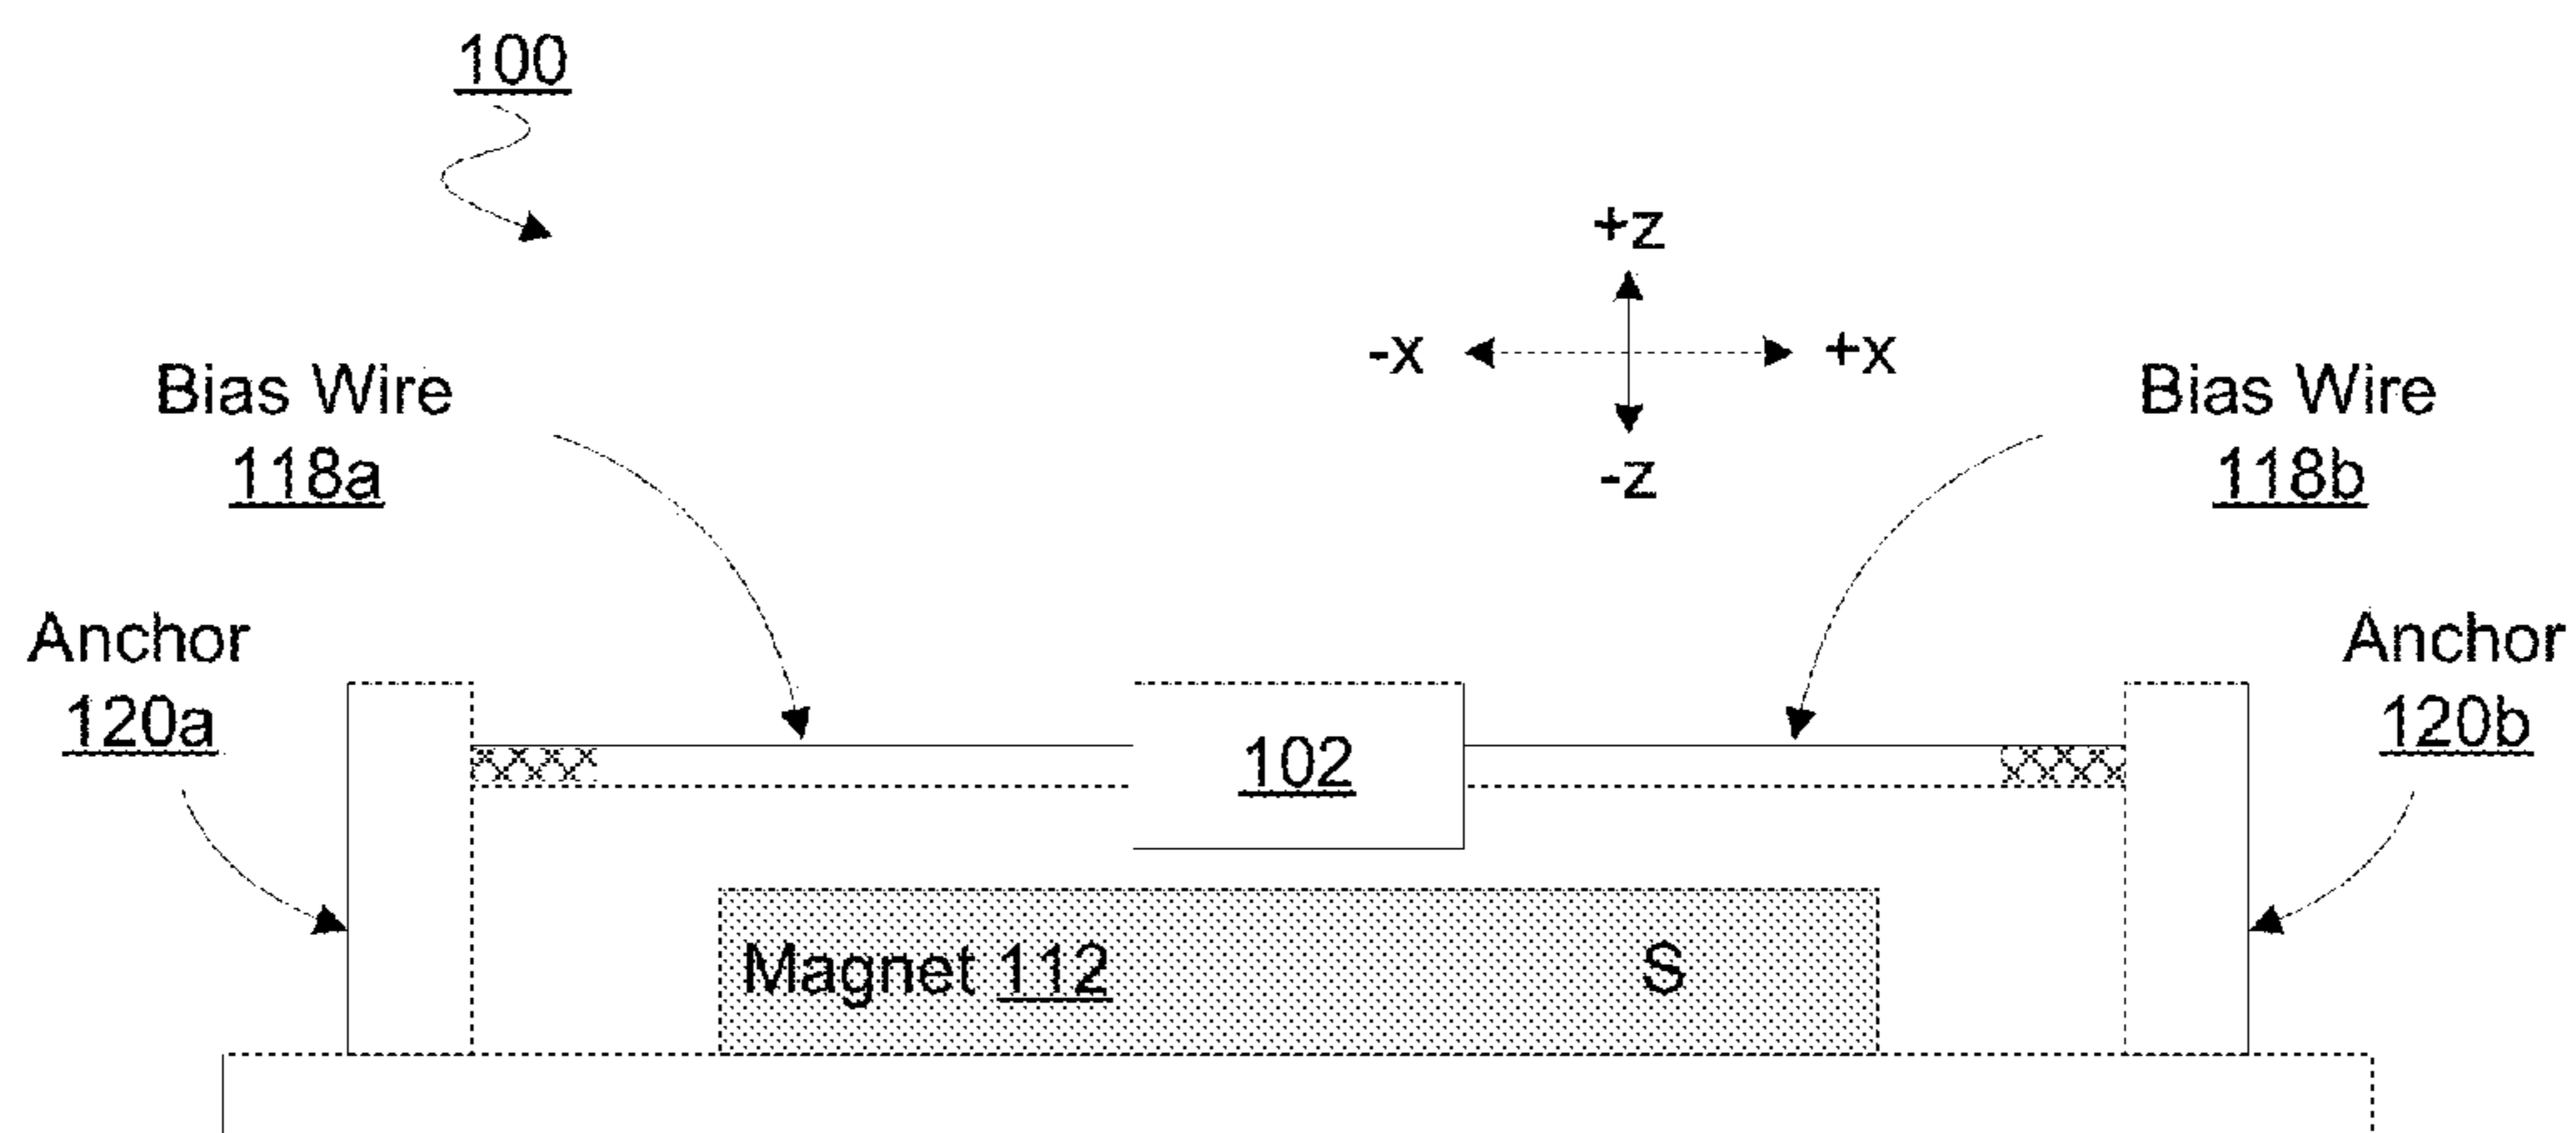 100
+z
-x
+x
-z
Bias Wire
118a
Bias Wire
118b
Anchor
120a
Anchor
120b
102
Magnet 112
S